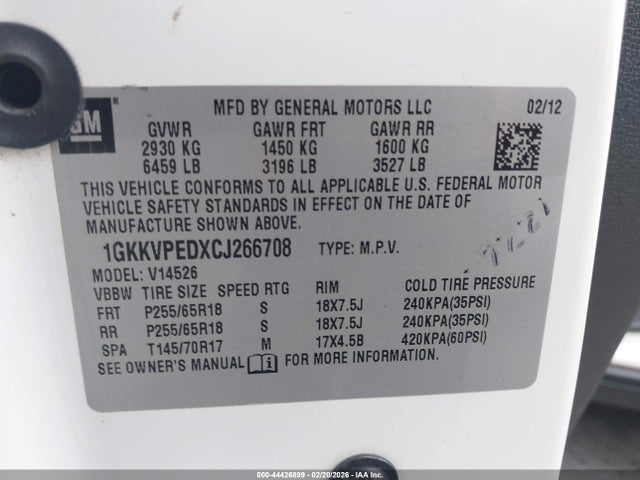 MFD BY GENERAL MOTORS LLC 02/12
GM
GVWR GAWR FRT GAWR RR
2930 KG 1450 KG 1600 KG
6459 LB 3196 LB 3527 LB
THIS VEHICLE CONFORMS TO ALL APPLICABLE U.S. FEDERAL MOTOR
VEHICLE SAFETY STANDARDS IN EFFECT ON THE DATE OF
MANUFACTURE SHOWN ABOVE.
1GKKVPEDXCJ266708 TYPE: M.P.V.
MODEL: V14526
VBBW TIRE SIZE SPEED RTG RIM COLD TIRE PRESSURE
FRT P255/65R18 S 18X7.5J 240KPA(35PSI)
RR P255/65R18 S 18X7.5J 240KPA(35PSI)
SPA T145/70R17 M 17X4.5B 420KPA(60PSI)
SEE OWNER'S MANUAL FOR MORE INFORMATION.
000-44426899 | 02/20/2026 - IAA Inc.